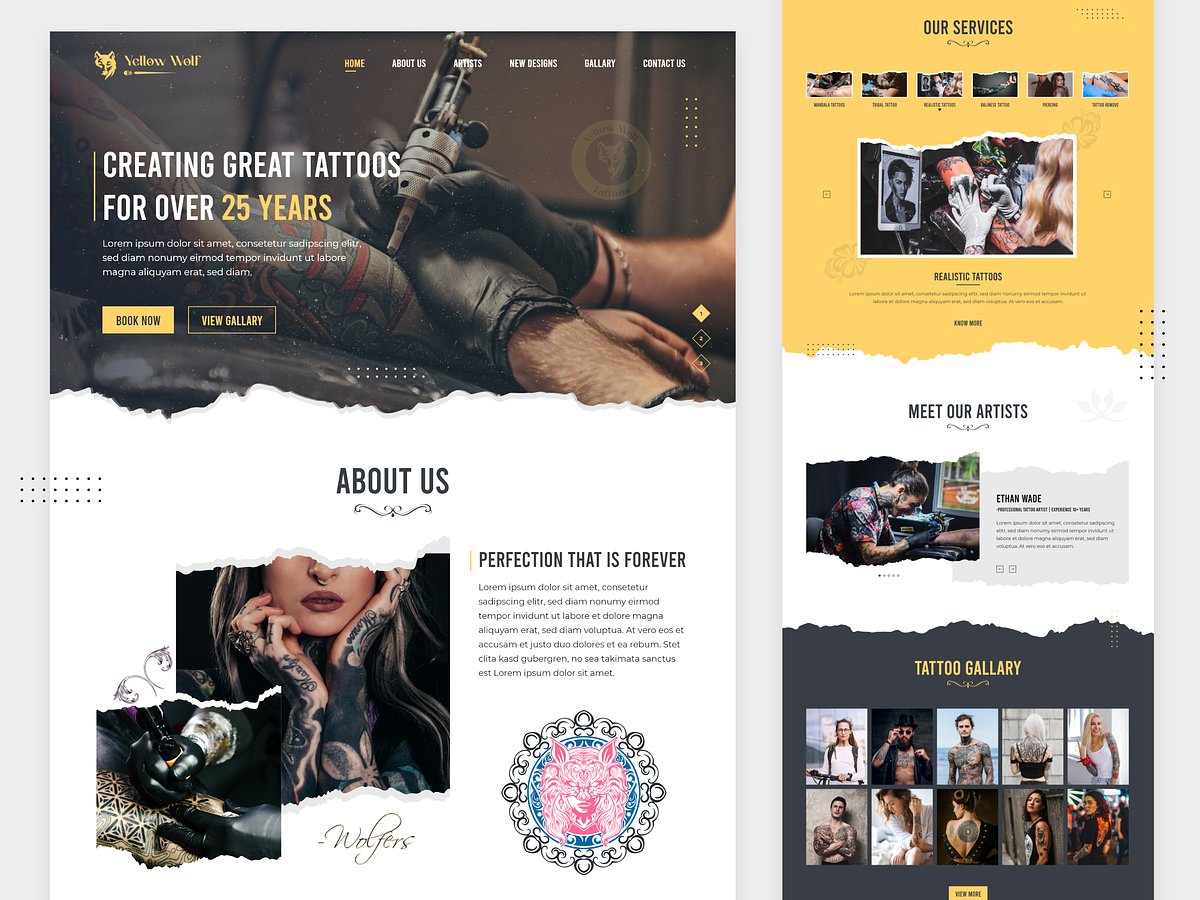 Yellow Wolf
HOME
ABOUT US
ARTISTS
NEW DESIGNS
GALLARY
CONTACT US
Yellow Wolf
Tattoos
CREATING GREAT TATTOOS
FOR OVER 25 YEARS
Lorem ipsum dolor sit amet, consetetur sadipscing elitr,
sed diam nonumy eirmod tempor invidunt ut labore
magna aliquyam erat, sed diam.
BOOK NOW
VIEW GALLARY
1
2
3
ABOUT US
PERFECTION THAT IS FOREVER
Lorem ipsum dolor sit amet, consetetur
sadipscing elitr, sed diam nonumy eirmod
tempor invidunt ut labore et dolore magna
aliquyam erat, sed diam voluptua. At vero eos et
accusam et justo duo dolores et ea rebum. Stet
clita kasd gubergren, no sea takimata sanctus
est Lorem ipsum dolor sit amet.
- Wolfers
OUR SERVICES
MANDALA TATTOOS
TRIBAL TATTOO
REALISTIC TATTOOS
BALINESE TATTOO
PIERCING
TATTOO REMOVE
REALISTIC TATTOOS
Lorem ipsum dolor sit amet, consetetur sadipscing elitr, sed diam nonumy eirmod tempor invidunt ut
labore et dolore magna aliquyam erat, sed diam voluptua. At vero eos et accusam.
KNOW MORE
MEET OUR ARTISTS
ETHAN WADE
-PROFESSIONAL TATTOO ARTIST | EXPERIENCE 10+ YEARS
Lorem ipsum dolor sit amet, consetetur
sadipscing elitr, sed diam nonumy eirmod
tempor invidunt ut labore et dolore magna
aliquyam erat, sed diam voluptua. At
vero eos et accusam.
TATTOO GALLARY
VIEW MORE